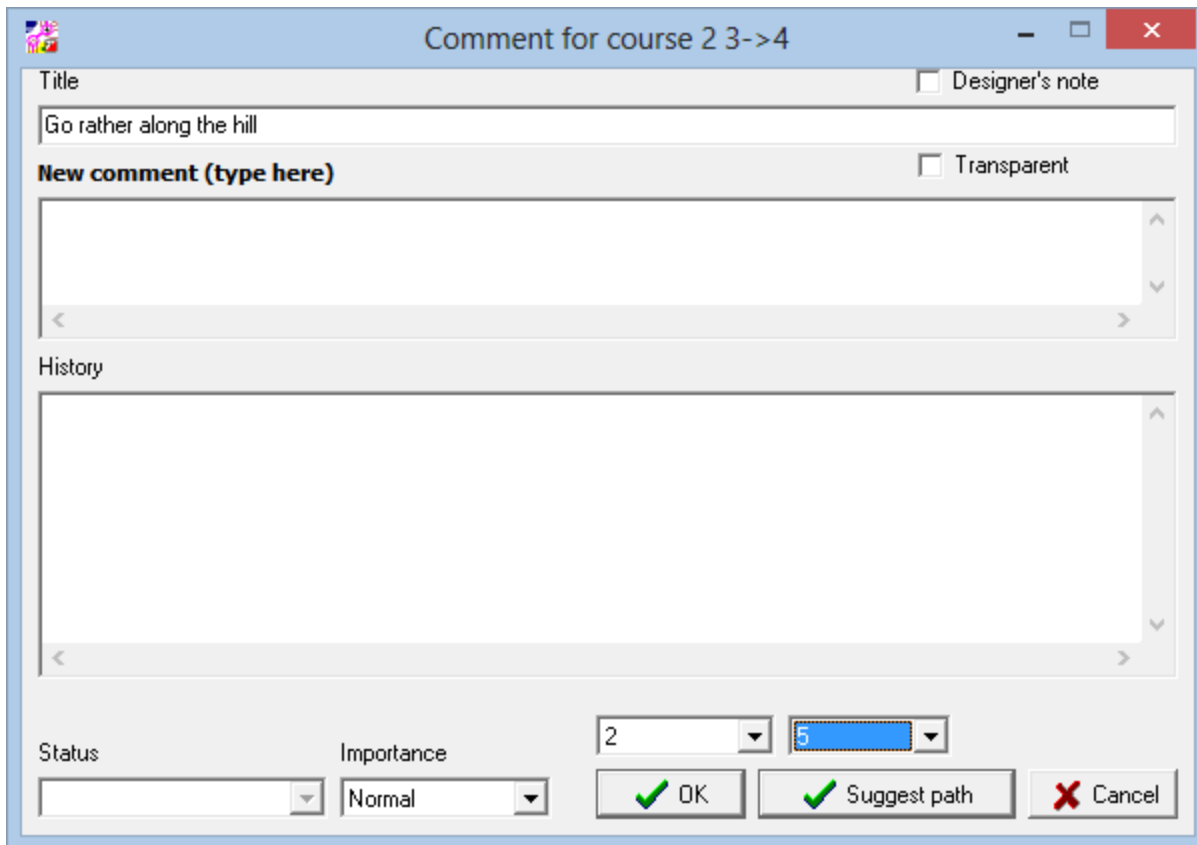 Comment for course 2 3->4
Title
Designer's note
Go rather along the hill
New comment (type here)
Transparent
History
2
5
Status
Importance
Normal
OK
Suggest path
Cancel